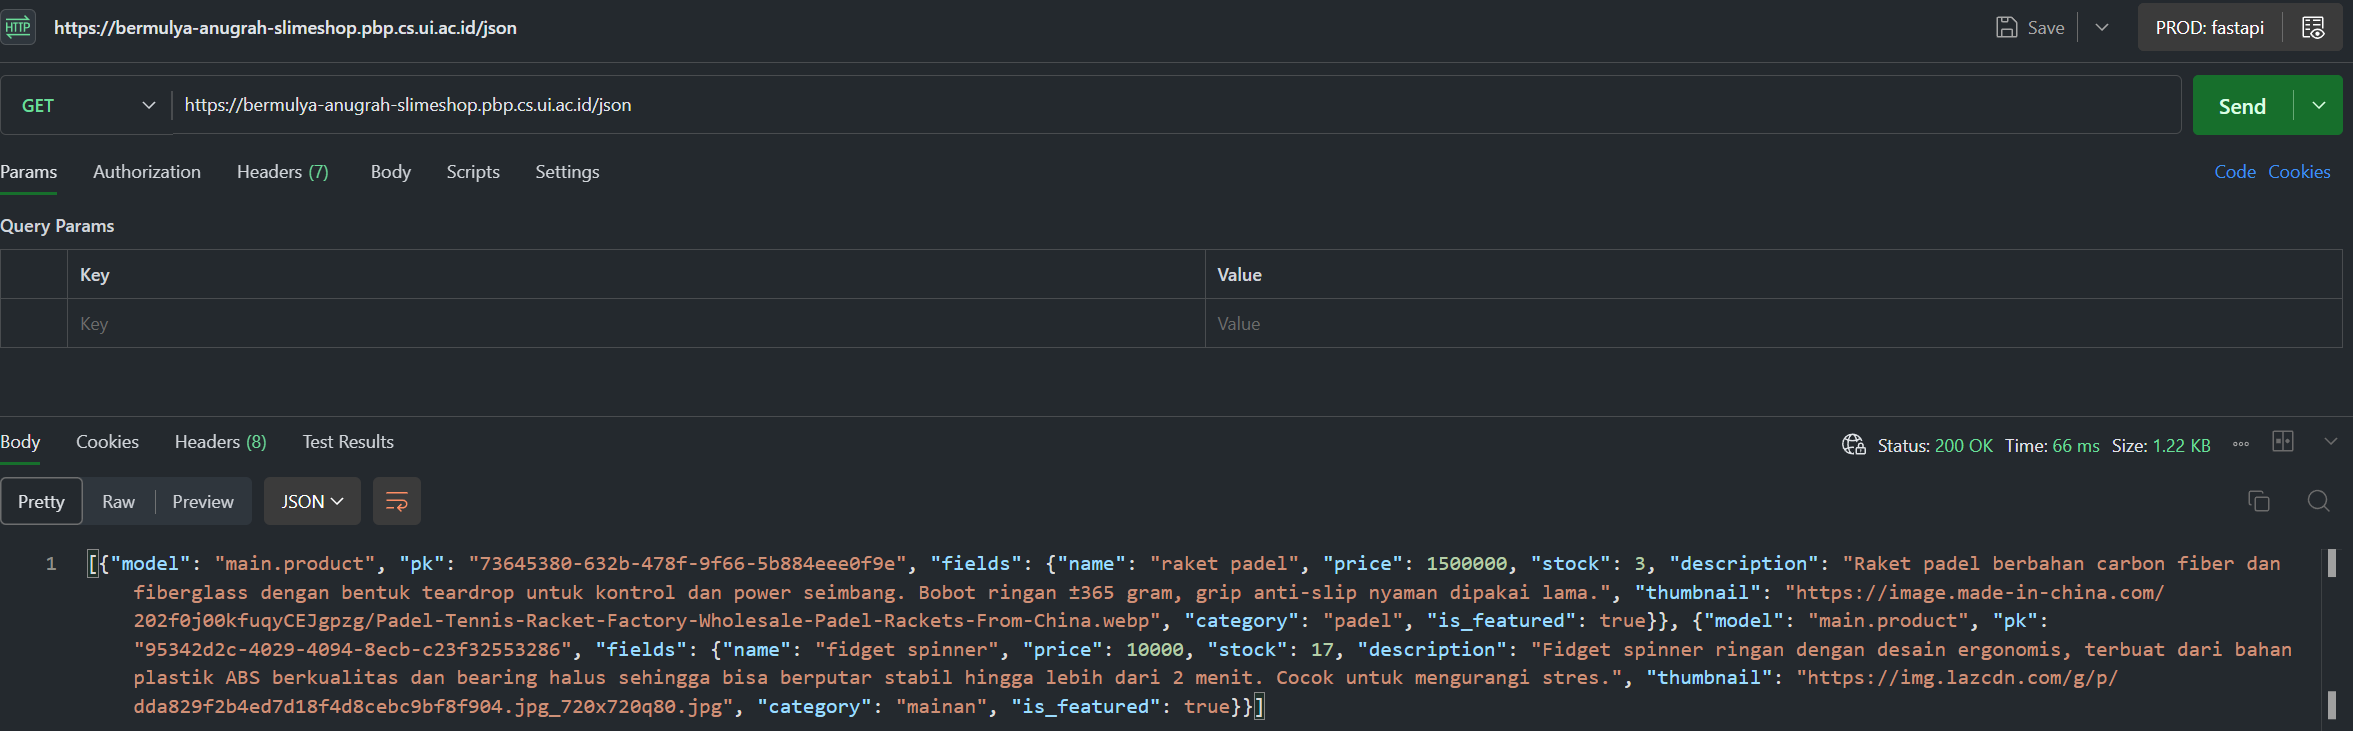 HTTP https://bermulya-anugrah-slimeshop.pbp.cs.ui.ac.id/json Save PROD: fastapi
GET https://bermulya-anugrah-slimeshop.pbp.cs.ui.ac.id/json Send
Params Authorization Headers (7) Body Scripts Settings Code Cookies
Query Params
Key Value
Key Value
Body Cookies Headers (8) Test Results Status: 200 OK Time: 66 ms Size: 1.22 KB
Pretty Raw Preview JSON
1 [{"model": "main.product", "pk": "73645380-632b-478f-9f66-5b884eee0f9e", "fields": {"name": "raket padel", "price": 1500000, "stock": 3, "description": "Raket padel berbahan carbon fiber dan
fiberglass dengan bentuk teardrop untuk kontrol dan power seimbang. Bobot ringan ±365 gram, grip anti-slip nyaman dipakai lama.", "thumbnail": "https://image.made-in-china.com/
202f0j00kfuqyCEJgpzg/Padel-Tennis-Racket-Factory-Wholesale-Padel-Rackets-From-China.webp", "category": "padel", "is_featured": true}}, {"model": "main.product", "pk":
"95342d2c-4029-4094-8ecb-c23f32553286", "fields": {"name": "fidget spinner", "price": 10000, "stock": 17, "description": "Fidget spinner ringan dengan desain ergonomis, terbuat dari bahan
plastik ABS berkualitas dan bearing halus sehingga bisa berputar stabil hingga lebih dari 2 menit. Cocok untuk mengurangi stres.", "thumbnail": "https://img.lazcdn.com/g/p/
dda829f2b4ed7d18f4d8cebc9bf8f904.jpg_720x720q80.jpg", "category": "mainan", "is_featured": true}}]